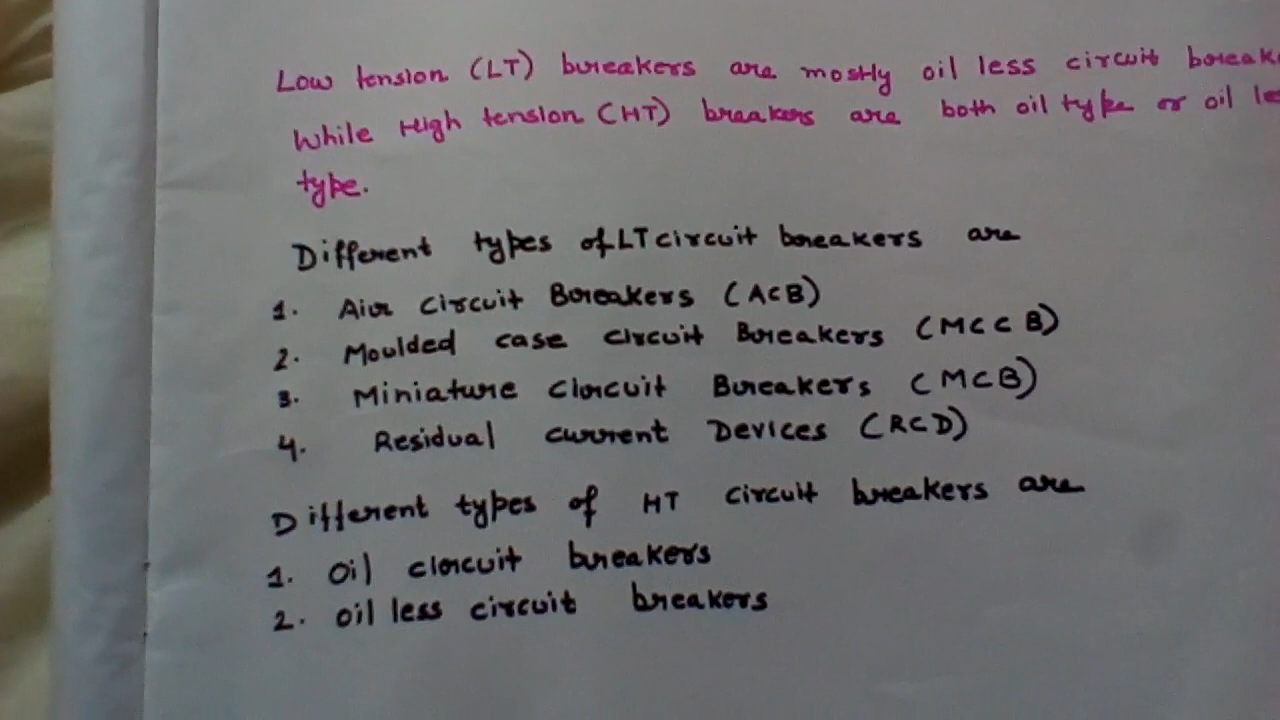 Low tension (LT) breakers are mostly oil less circuit break
While High tension (HT) breakers are both oil type or oil le
type.
Different types of LT circuit breakers are
1. Air circuit Breakers (ACB)
2. Moulded case circuit Breakers (MCCB)
3. Miniature Circuit Breakers (MCB)
4. Residual current Devices (RCD)
Different types of HT circuit breakers are
1. Oil circuit breakers
2. oil less circuit breakers